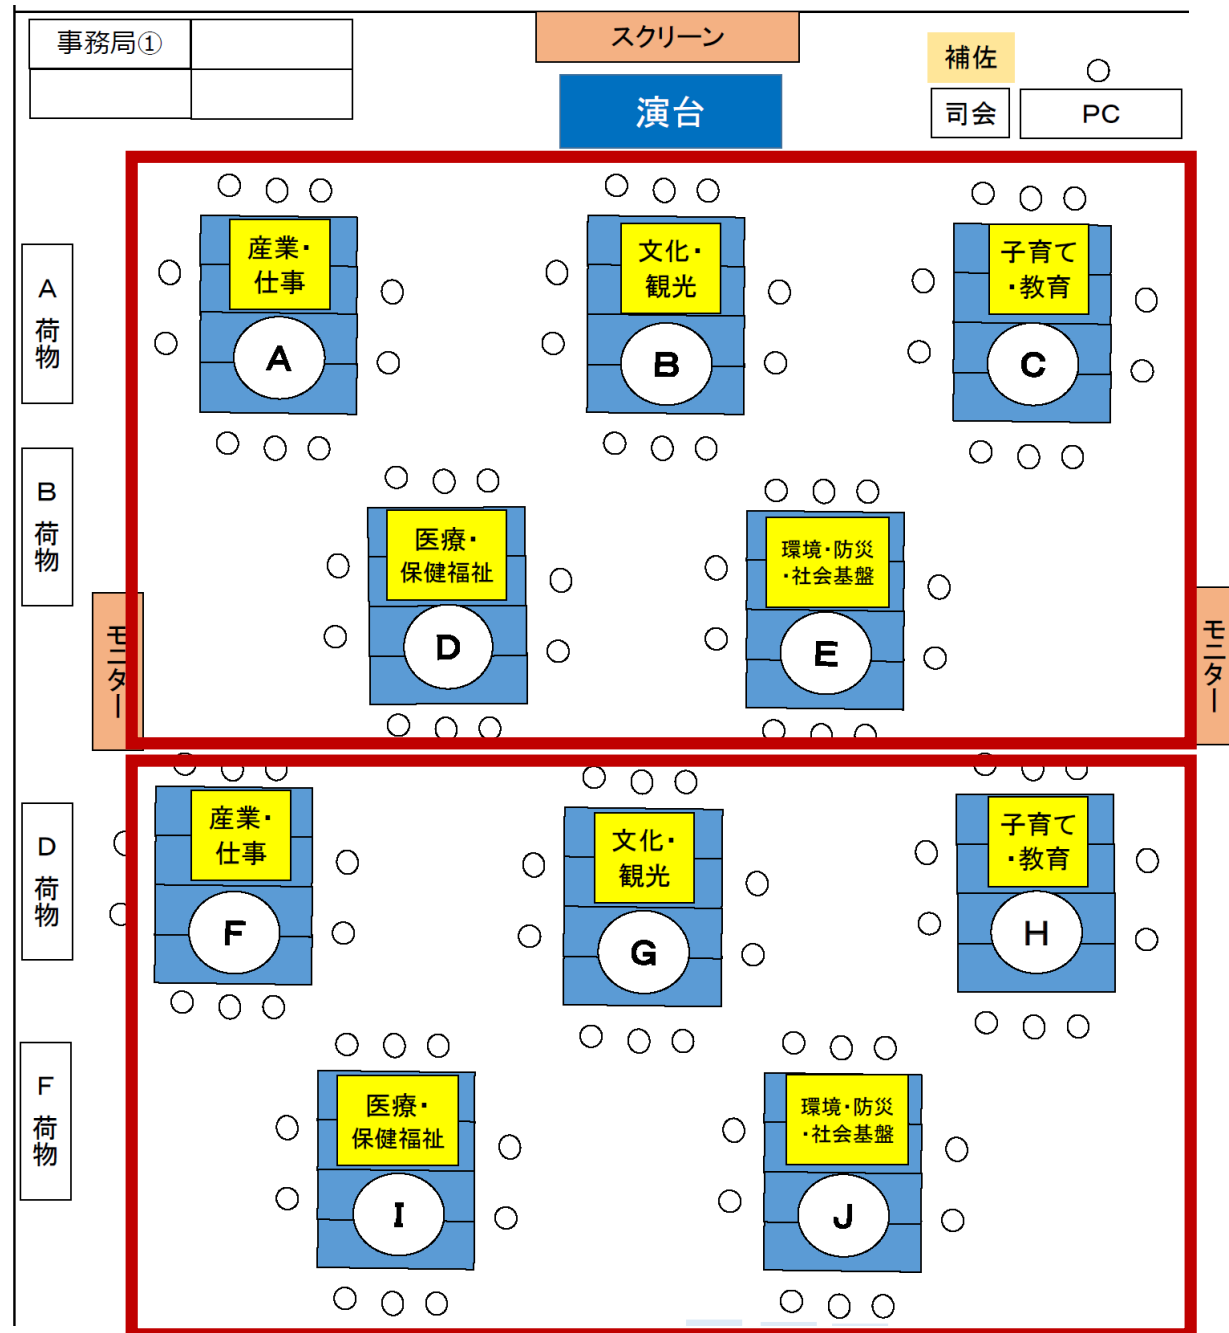 事務局①
スクリーン
補佐
演台
司会
PC
A
荷物
産業・
仕事
A
文化・
観光
B
子育て
・教育
C
B
荷物
医療・
保健福祉
D
環境・防災
・社会基盤
E
モニター
モニター
D
荷物
産業・
仕事
F
文化・
観光
G
子育て
・教育
H
F
荷物
医療・
保健福祉
I
環境・防災
・社会基盤
J